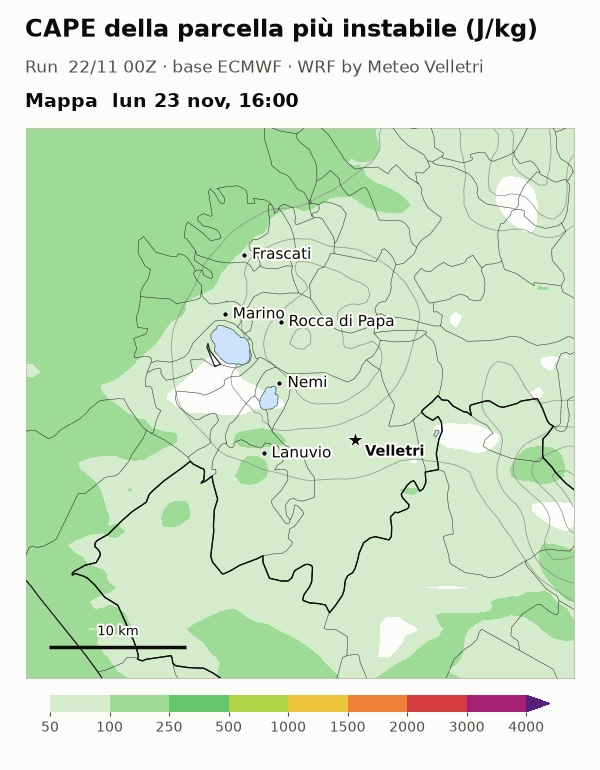 CAPE della parcella più instabile (J/kg)
Run  22/11 00Z · base ECMWF · WRF by Meteo Velletri
Mappa  lun 23 nov, 16:00
Frascati
Marino
Rocca di Papa
Nemi
Velletri
Lanuvio
10 km
50 100 250 500 1000 1500 2000 3000 4000